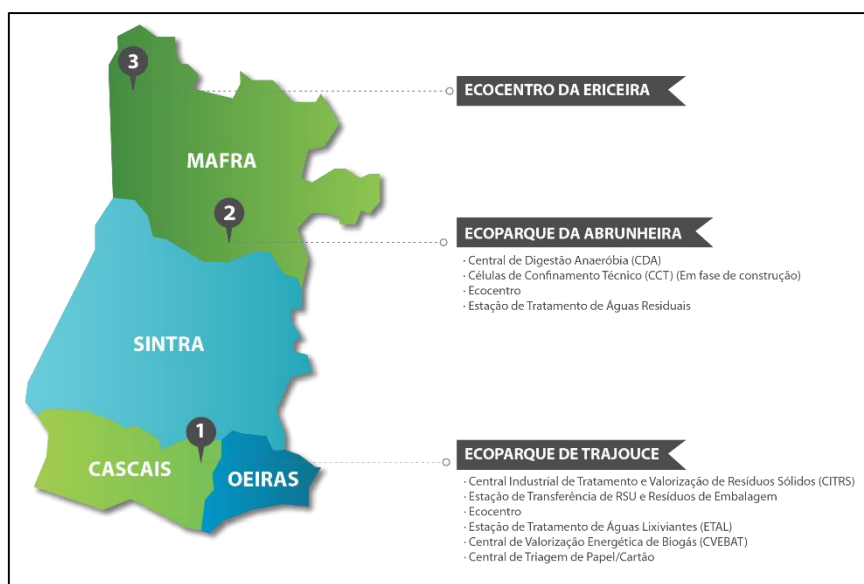 3
ECOCENTRO DA ERICEIRA
MAFRA
2
ECOPARQUE DA ABRUNHEIRA
· Central de Digestão Anaeróbia (CDA)
· Células de Confinamento Técnico (CCT) (Em fase de construção)
· Ecocentro
· Estação de Tratamento de Águas Residuais
SINTRA
1
CASCAIS
OEIRAS
ECOPARQUE DE TRAJOUCE
· Central Industrial de Tratamento e Valorização de Resíduos Sólidos (CITRS)
· Estação de Transferência de RSU e Resíduos de Embalagem
· Ecocentro
· Estação de Tratamento de Águas Lixiviantes (ETAL)
· Central de Valorização Energética de Biogás (CVEBAT)
· Central de Triagem de Papel/Cartão